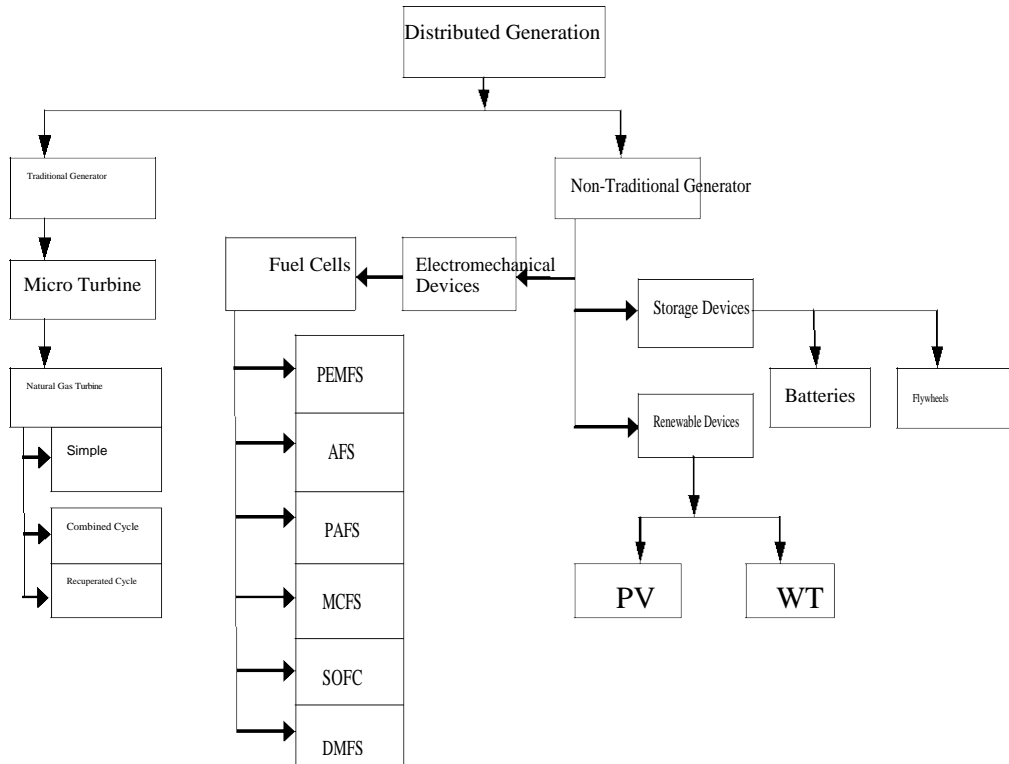 Distributed Generation
Traditional Generator
Non-Traditional Generator
Micro Turbine
Fuel Cells
Electromechanical
Devices
Storage Devices
Natural Gas Turbine
Batteries
Flywheels
Renewable Devices
Simple
Combined Cycle
Recuperated Cycle
PEMFS
AFS
PAFS
MCFS
SOFC
DMFS
PV
WT